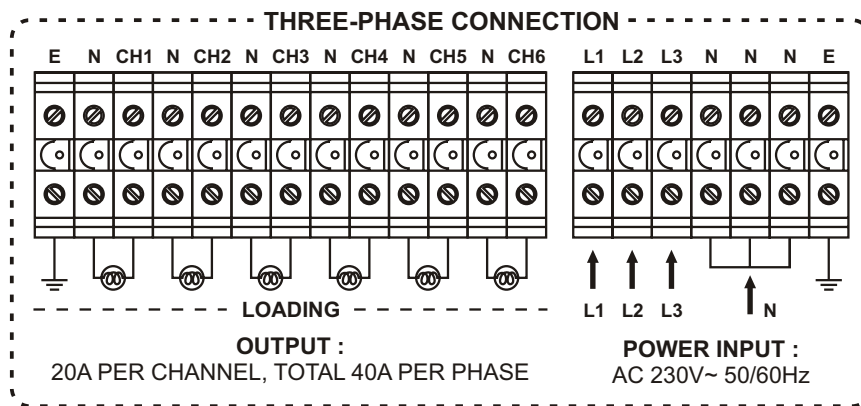 THREE-PHASE CONNECTION
E N CH1 N CH2 N CH3 N CH4 N CH5 N CH6
L1 L2 L3 N N N E
L1 L2 L3 N
LOADING
OUTPUT :
20A PER CHANNEL, TOTAL 40A PER PHASE
POWER INPUT :
AC 230V~ 50/60Hz